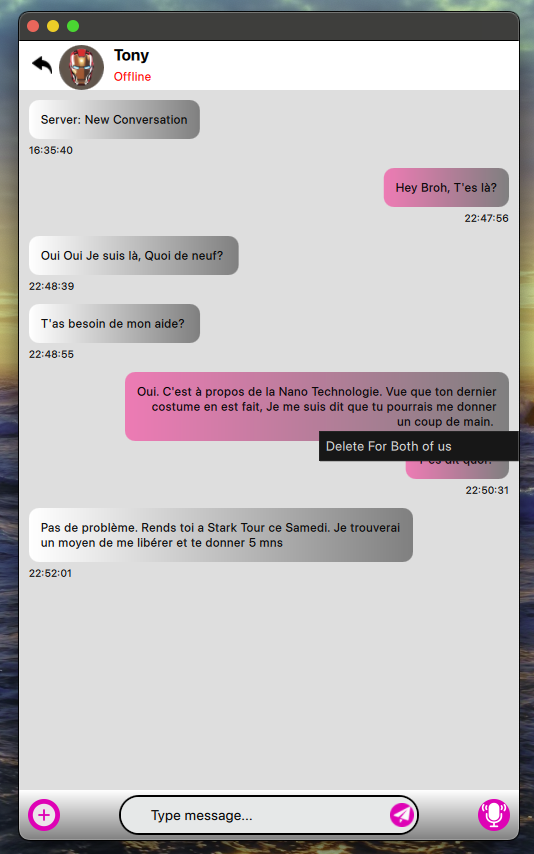 Tony
Offline
Server: New Conversation
16:35:40
Hey Broh, T'es là?
22:47:56
Oui Oui Je suis là, Quoi de neuf?
22:48:39
T'as besoin de mon aide?
22:48:55
Oui. C'est à propos de la Nano Technologie. Vue que ton dernier
costume en est fait, Je me suis dit que tu pourrais me donner
un coup de main.
Delete For Both of us
T'es dit quoi?
22:50:31
Pas de problème. Rends toi a Stark Tour ce Samedi. Je trouverai
un moyen de me libérer et te donner 5 mns
22:52:01
Type message...